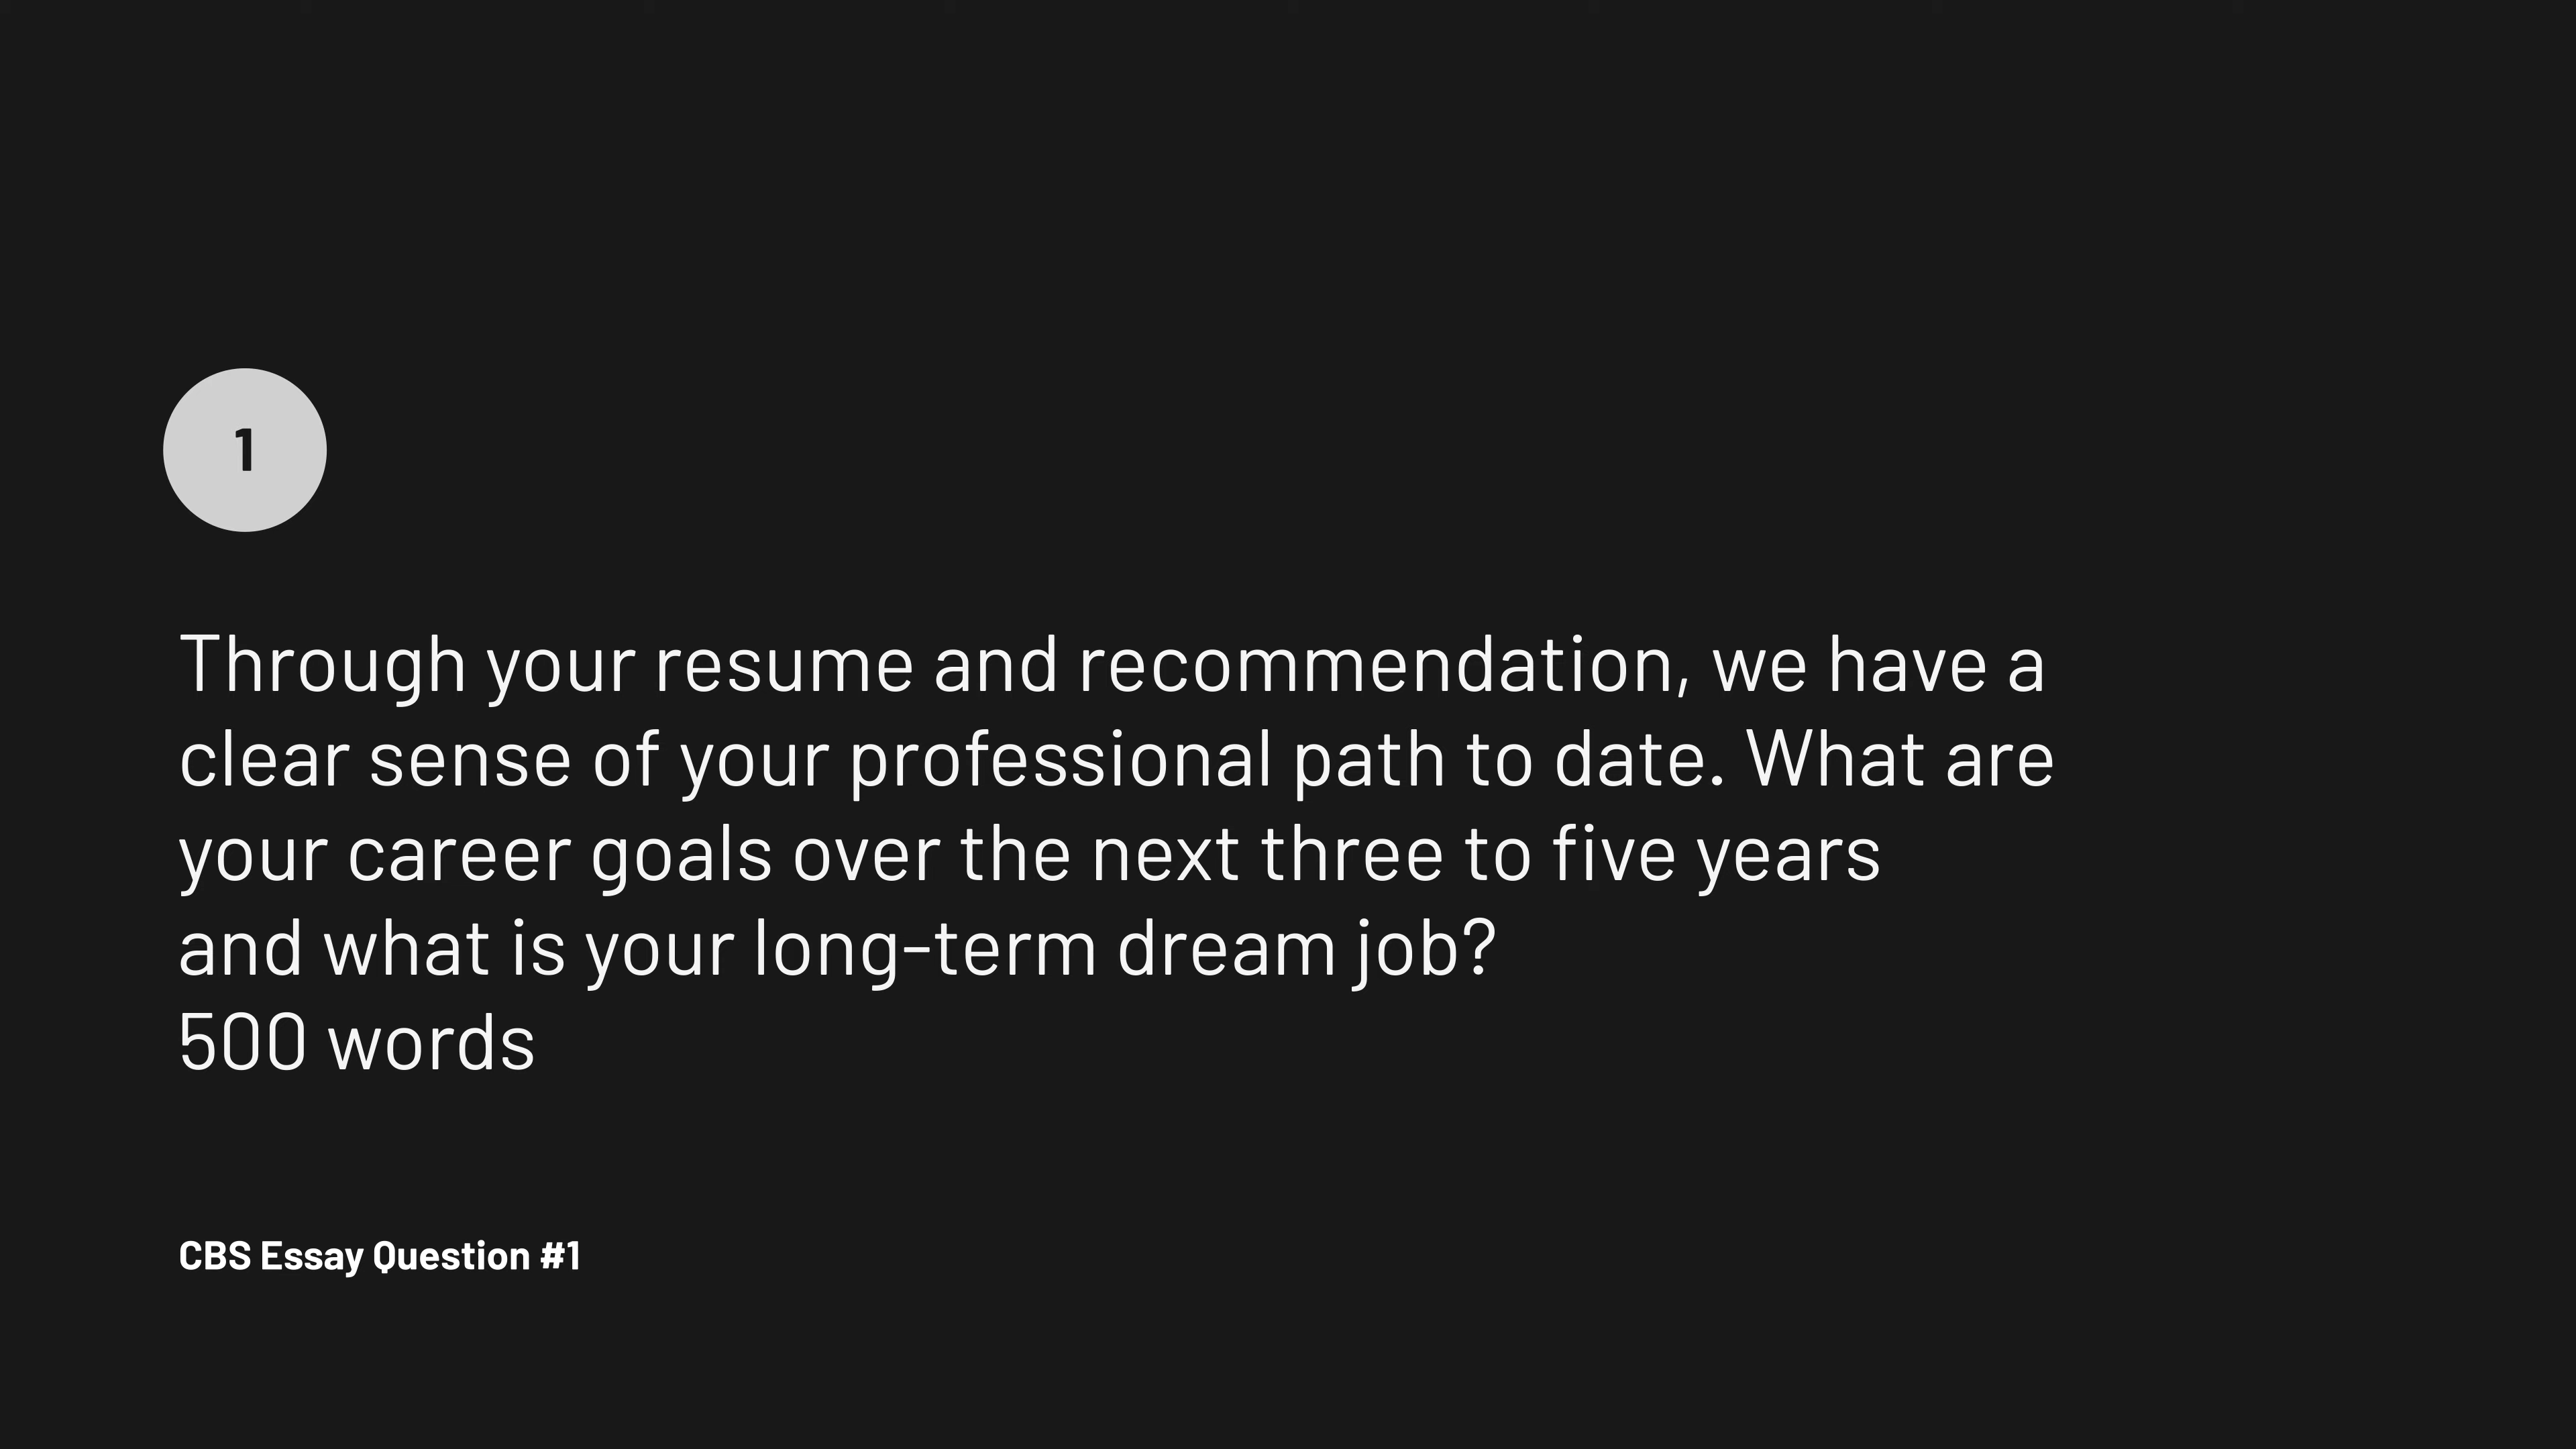 1
Through your resume and recommendation, we have a
clear sense of your professional path to date. What are
your career goals over the next three to five years
and what is your long-term dream job?
500 words
CBS Essay Question #1